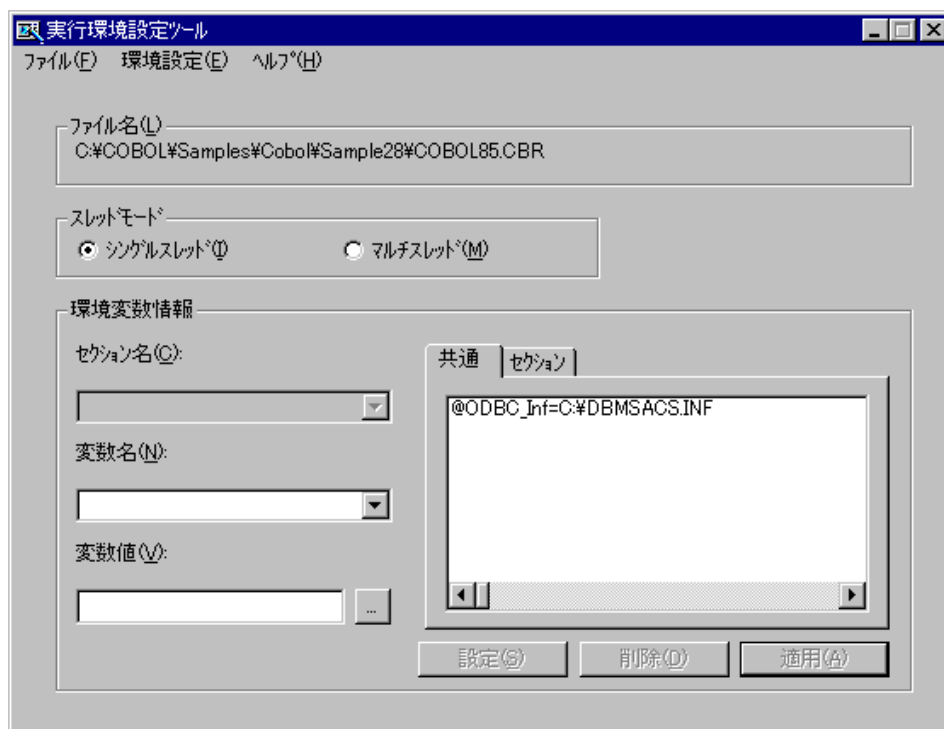 実行環境設定ツール
ﾌｧｲﾙ(F) 環境設定(E) ﾍﾙﾌﾟ(H)
ﾌｧｲﾙ名(L)
C:¥COBOL¥Samples¥Cobol¥Sample28¥COBOL85.CBR
ｽﾚｯﾄﾞﾓｰﾄﾞ
ｼﾝｸﾞﾙｽﾚｯﾄﾞ(I) ﾏﾙﾁｽﾚｯﾄﾞ(M)
環境変数情報
ｾｸｼｮﾝ名(C):
共通 ｾｸｼｮﾝ
@ODBC_Inf=C:¥DBMSACS.INF
変数名(N):
変数値(V):
...
設定(S) 削除(D) 適用(A)